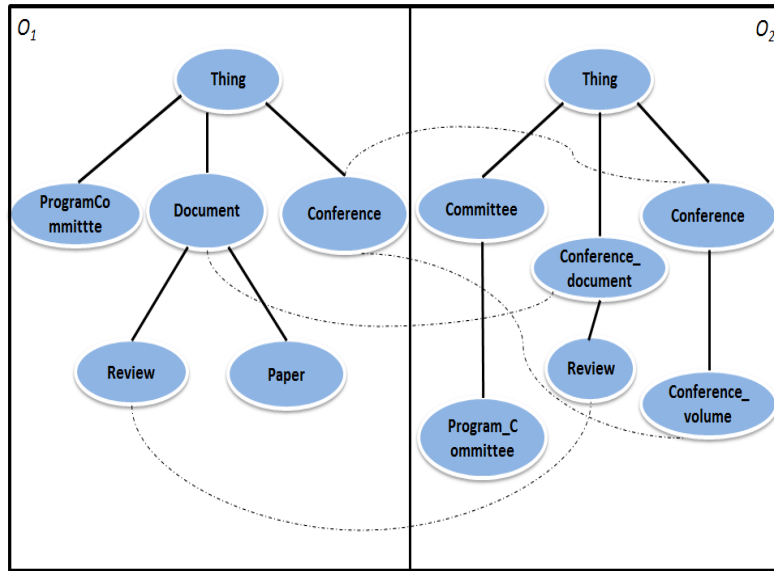 O1
O2
Thing
ProgramCo
mmittte
Document
Conference
Review
Paper
Thing
Committee
Conference_
document
Conference
Review
Conference_
volume
Program_C
ommittee